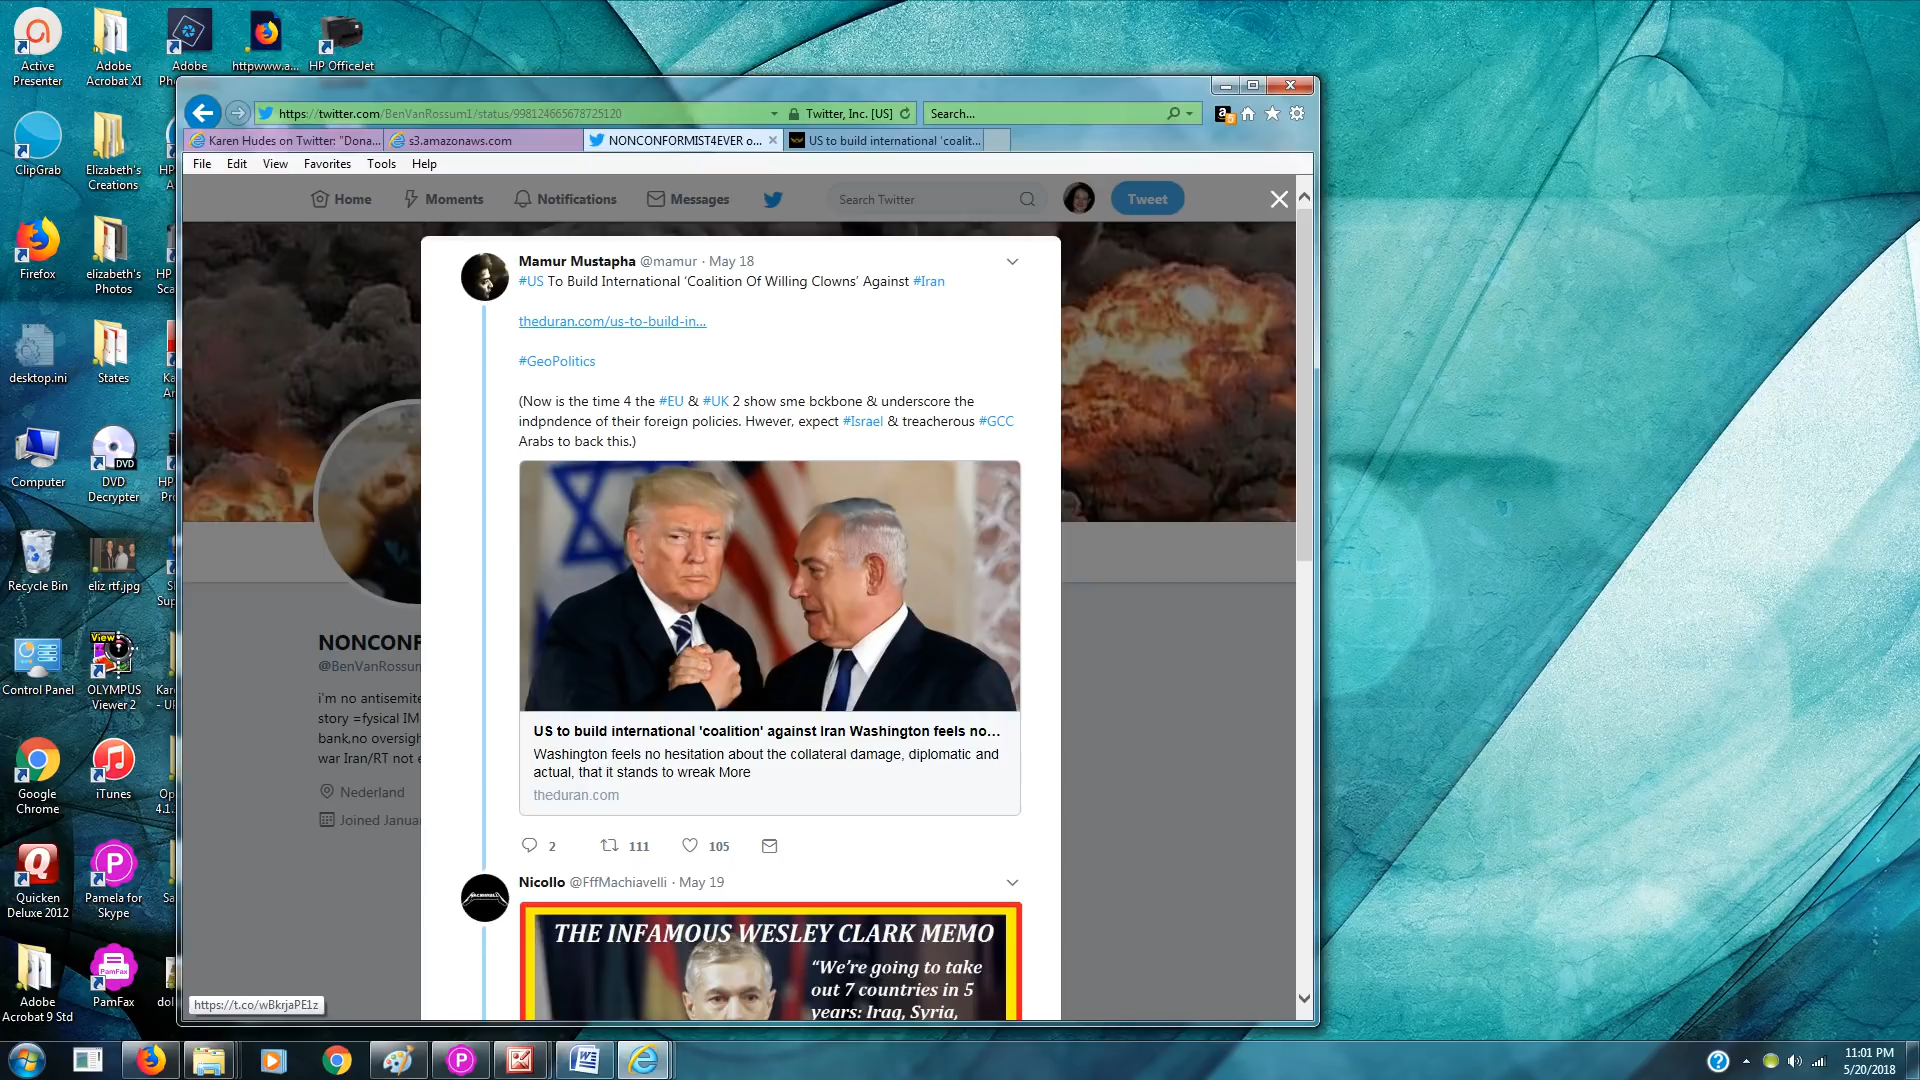 Active
Presenter
Adobe
Acrobat XI
Adobe
httpwww.a...
HP OfficeJet
ClipGrab
Elizabeth's
Creations
Firefox
elizabeth's
Photos
desktop.ini
States
Computer
DVD
DVD
Decrypter
Recycle Bin
eliz rtf.jpg
Control Panel
View
OLYMPUS
Viewer 2
Google
Chrome
iTunes
Quicken
Deluxe 2012
Pamela for
Skype
Adobe
Acrobat 9 Std
PamFax
PamFax
https://twitter.com/BenVanRossum1/status/998124665678725120
Twitter, Inc. [US]
Search...
Karen Hudes on Twitter: "Dona...
s3.amazonaws.com
NONCONFORMIST4EVER o...
US to build international 'coalit...
File Edit View Favorites Tools Help
Home Moments Notifications Messages Search Twitter Tweet
Mamur Mustapha @mamur · May 18
#US To Build International ‘Coalition Of Willing Clowns’ Against #Iran
theduran.com/us-to-build-in...
#GeoPolitics
(Now is the time 4 the #EU & #UK 2 show sme bckbone & underscore the
indpndence of their foreign policies. Hwever, expect #Israel & treacherous #GCC
Arabs to back this.)
US to build international 'coalition' against Iran Washington feels no...
Washington feels no hesitation about the collateral damage, diplomatic and
actual, that it stands to wreak More
theduran.com
2 111 105
Nicollo @FffMachiavelli · May 19
THE INFAMOUS WESLEY CLARK MEMO
“We’re going to take
out 7 countries in 5
years: Iraq, Syria,
NONCONF
@BenVanRossum
i'm no antisemite
story =fysical IM
bank,no oversigh
war Iran/RT not e
Nederland
Joined Januar
https://t.co/wBkrjaPE1z
11:01 PM
5/20/2018